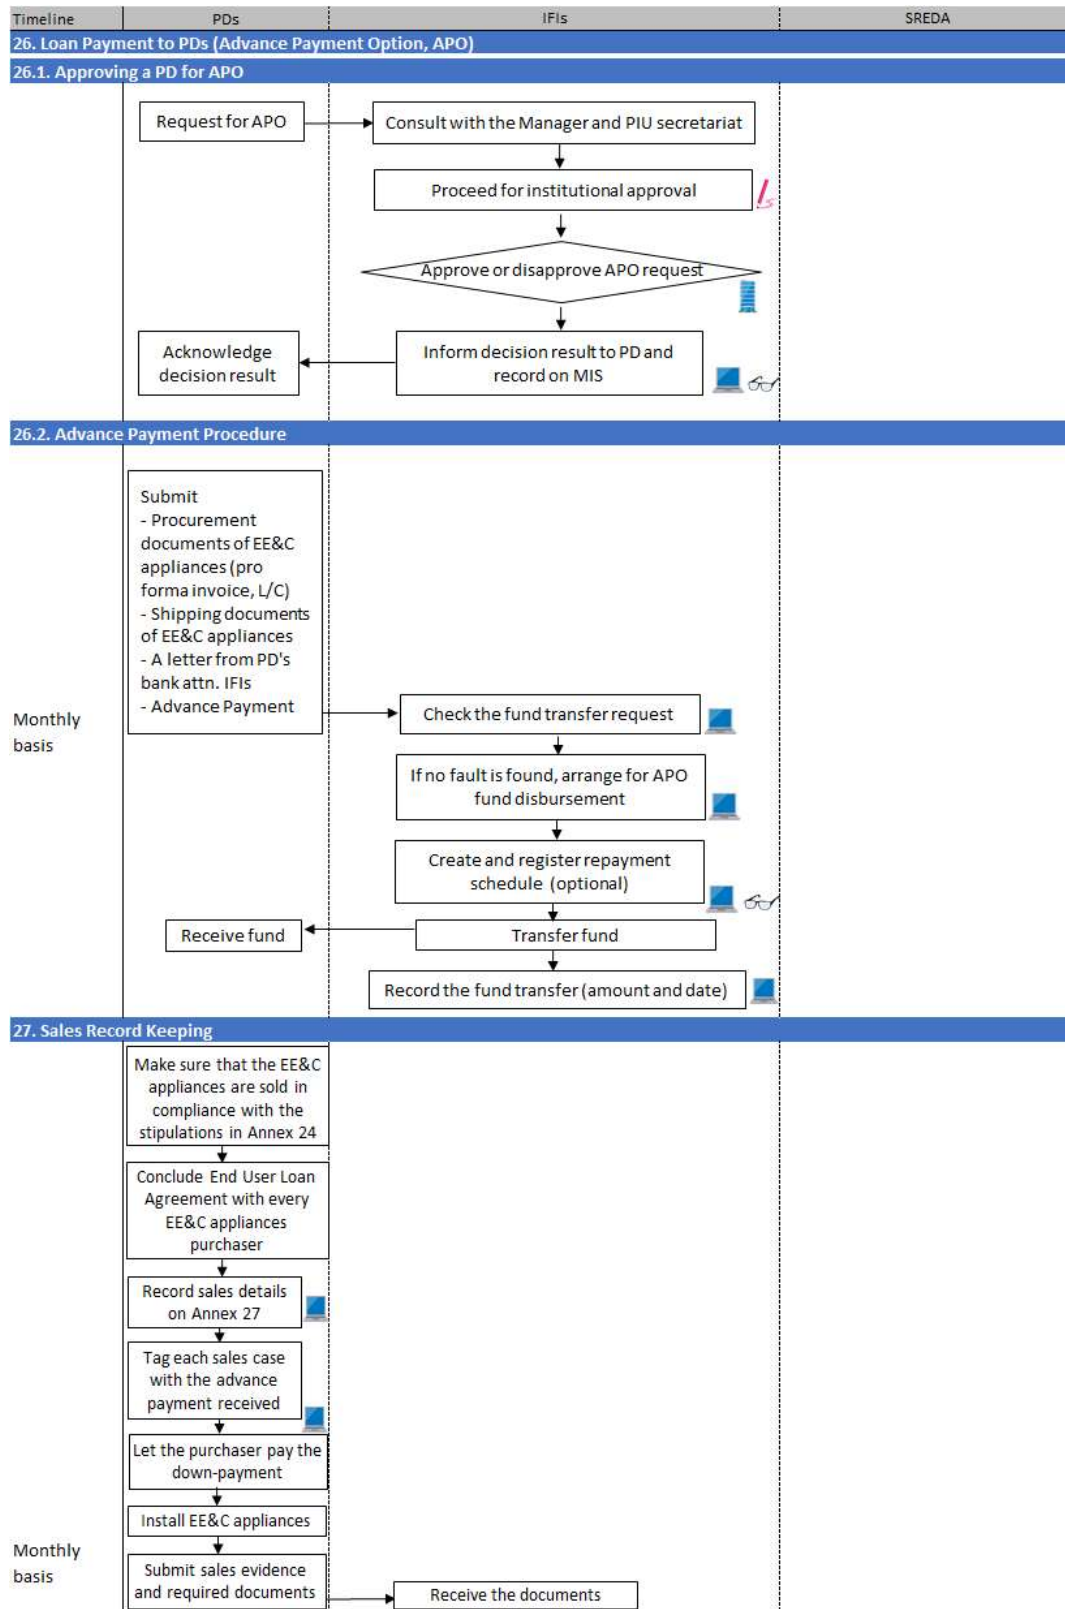 Timeline PDs IFIs SREDA
26. Loan Payment to PDs (Advance Payment Option, APO)
26.1. Approving a PD for APO
Request for APO
Consult with the Manager and PIU secretariat
Proceed for institutional approval
Approve or disapprove APO request
Acknowledge
decision result
Inform decision result to PD and
record on MIS
26.2. Advance Payment Procedure
Submit
- Procurement
documents of EE&C
appliances (pro
forma invoice, L/C)
- Shipping documents
of EE&C appliances
- A letter from PD's
bank attn. IFIs
- Advance Payment
Monthly
basis
Check the fund transfer request
If no fault is found, arrange for APO
fund disbursement
Create and register repayment
schedule (optional)
Receive fund
Transfer fund
Record the fund transfer (amount and date)
27. Sales Record Keeping
Make sure that the EE&C
appliances are sold in
compliance with the
stipulations in Annex 24
Conclude End User Loan
Agreement with every
EE&C appliances
purchaser
Record sales details
on Annex 27
Tag each sales case
with the advance
payment received
Let the purchaser pay the
down-payment
Install EE&C appliances
Monthly
basis
Submit sales evidence
and required documents
Receive the documents